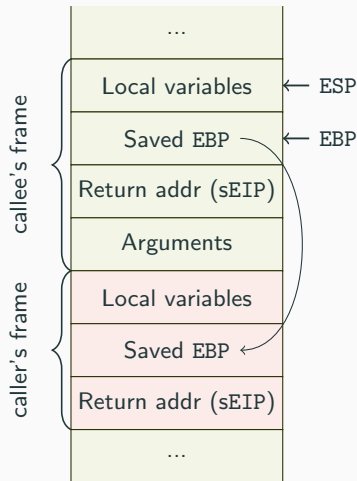 ...
Local variables
ESP
Saved EBP
EBP
Return addr (sEIP)
Arguments
callee's frame
Local variables
Saved EBP
Return addr (sEIP)
caller's frame
...